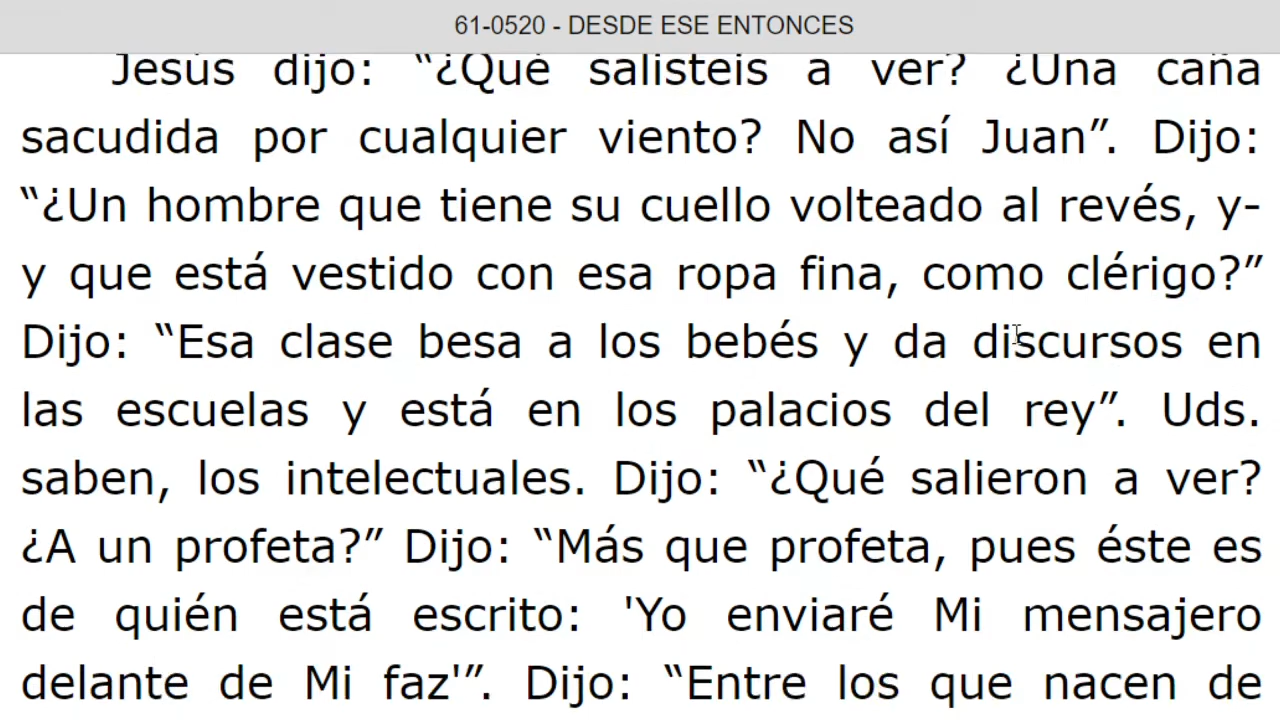 61-0520 - DESDE ESE ENTONCES
Jesús dijo: “¿Qué salisteis a ver? ¿Una caña
sacudida por cualquier viento? No así Juan”. Dijo:
“¿Un hombre que tiene su cuello volteado al revés, y-
y que está vestido con esa ropa fina, como clérigo?”
Dijo: “Esa clase besa a los bebés y da discursos en
las escuelas y está en los palacios del rey”. Uds.
saben, los intelectuales. Dijo: “¿Qué salieron a ver?
¿A un profeta?” Dijo: “Más que profeta, pues éste es
de quién está escrito: 'Yo enviaré Mi mensajero
delante de Mi faz'”. Dijo: “Entre los que nacen de